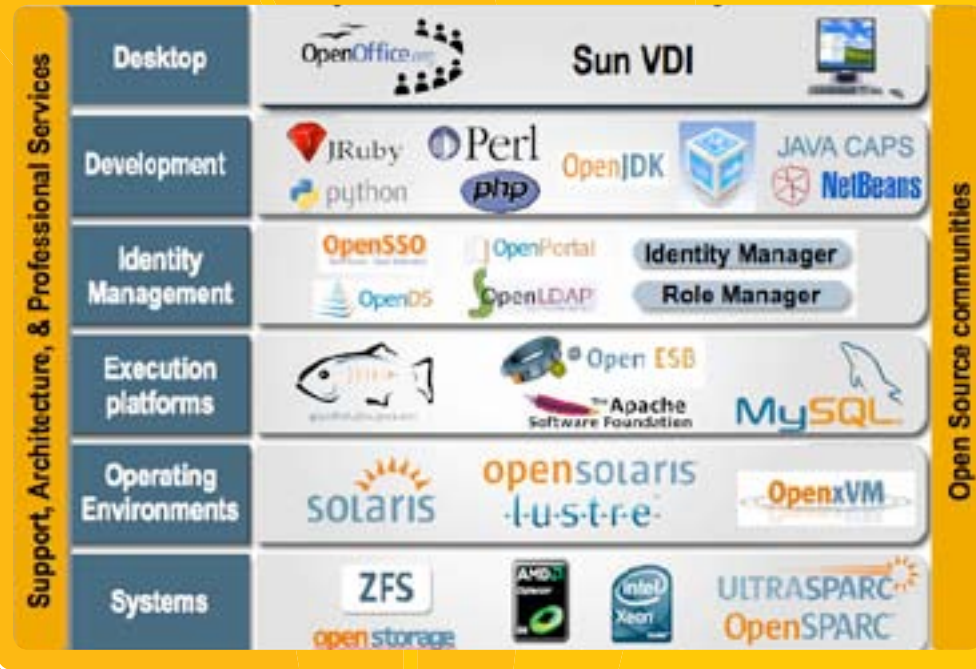 Support, Architecture, & Professional Services
Desktop
OpenOffice.org
Sun VDI
Development
JRuby
Perl
python
php
OpenJDK
JAVA CAPS
NetBeans
Identity
Management
OpenSSO
OpenPortal
Identity Manager
OpenDS
OpenLDAP
Role Manager
Execution
platforms
Open ESB
The Apache
Software Foundation
MySQL
Operating
Environments
solaris
opensolaris
lustre
OpenxVM
Systems
ZFS
open storage
AMD
intel
Xeon
ULTRASPARC
OpenSPARC
Open Source communities